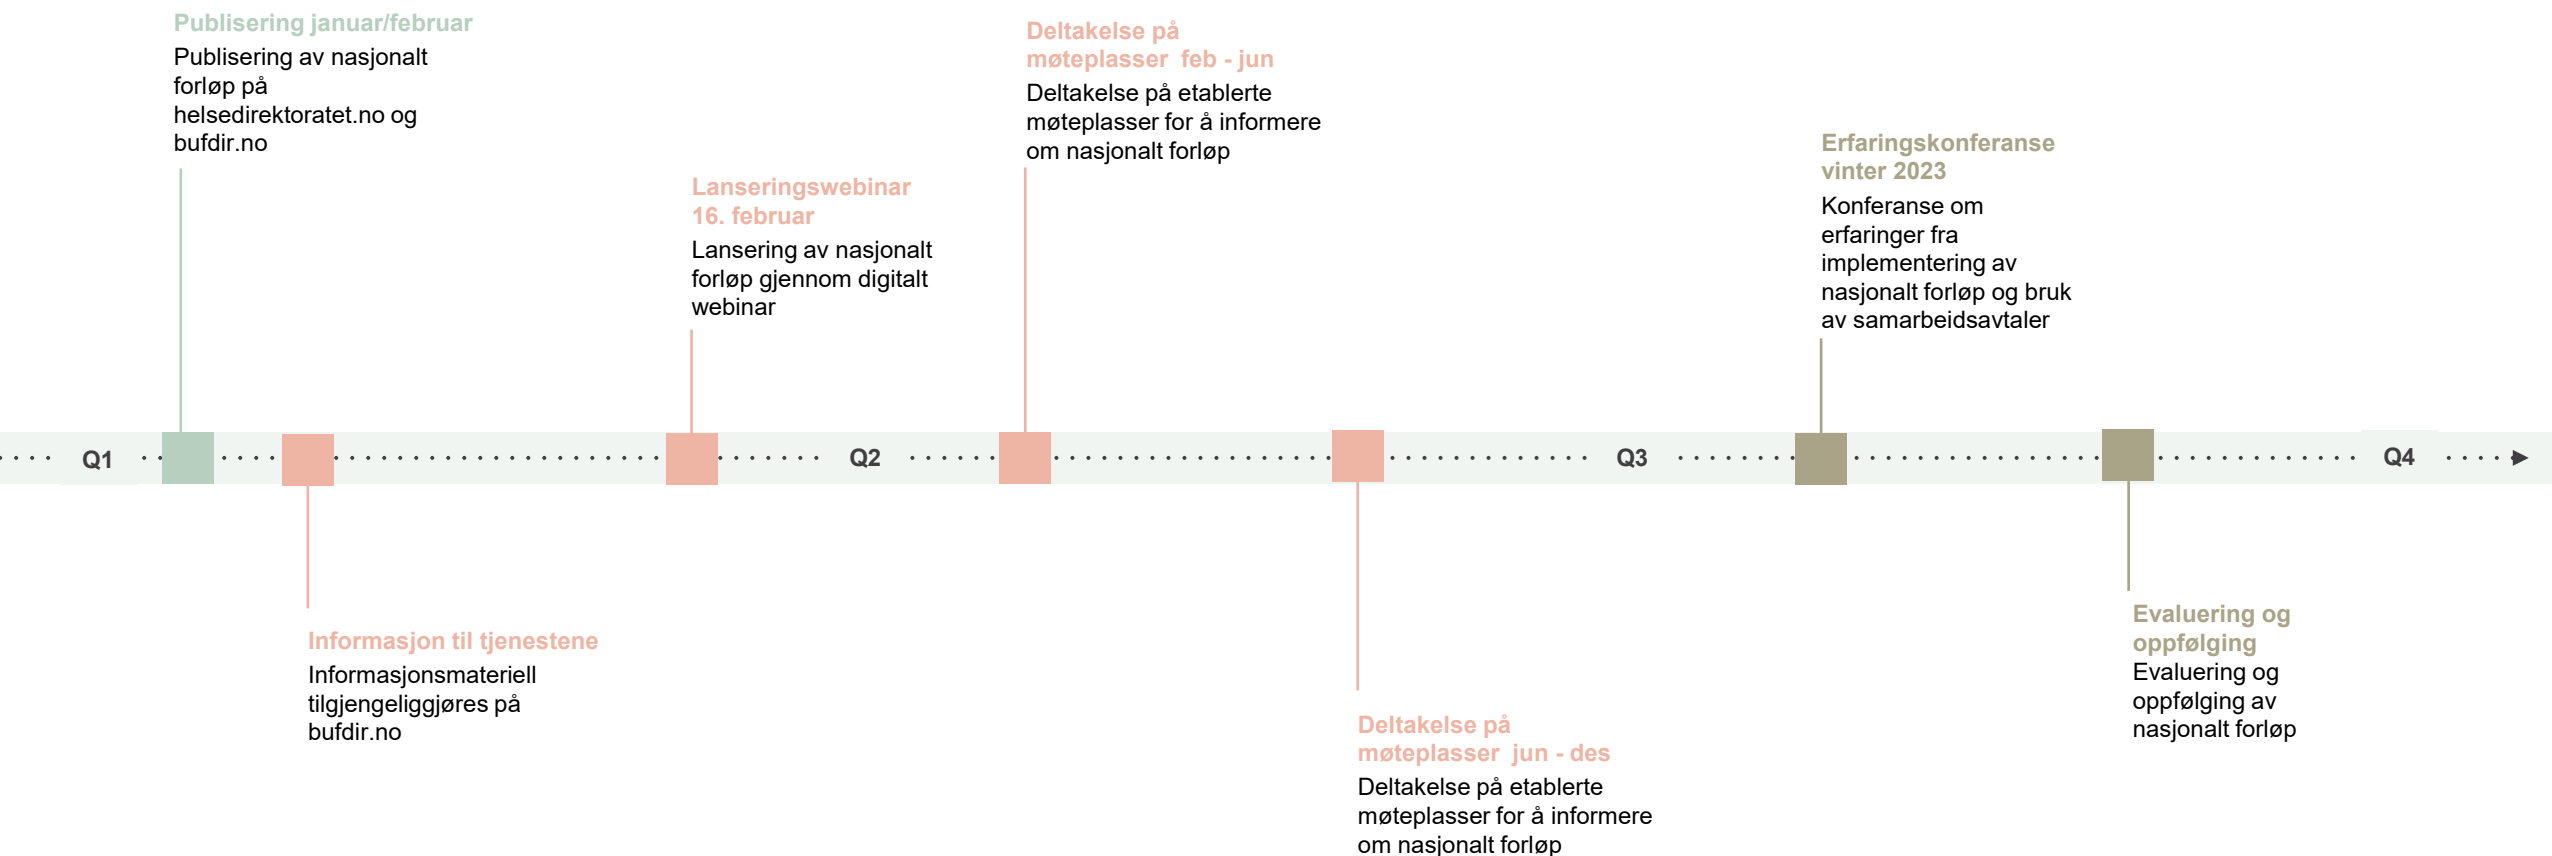 Publisering januar/februar
Publisering av nasjonalt
forløp på
helsedirektoratet.no og
bufdir.no
Lanseringswebinar
16. februar
Lansering av nasjonalt
forløp gjennom digitalt
webinar
Deltakelse på
møteplasser feb - jun
Deltakelse på etablerte
møteplasser for å informere
om nasjonalt forløp
Erfaringskonferanse
vinter 2023
Konferanse om
erfaringer fra
implementering av
nasjonalt forløp og bruk
av samarbeidsavtaler
Q1
Q2
Q3
Q4
Informasjon til tjenestene
Informasjonsmateriell
tilgjengeliggjøres på
bufdir.no
Deltakelse på
møteplasser jun - des
Deltakelse på etablerte
møteplasser for å informere
om nasjonalt forløp
Evaluering og
oppfølging
Evaluering og
oppfølging av
nasjonalt forløp